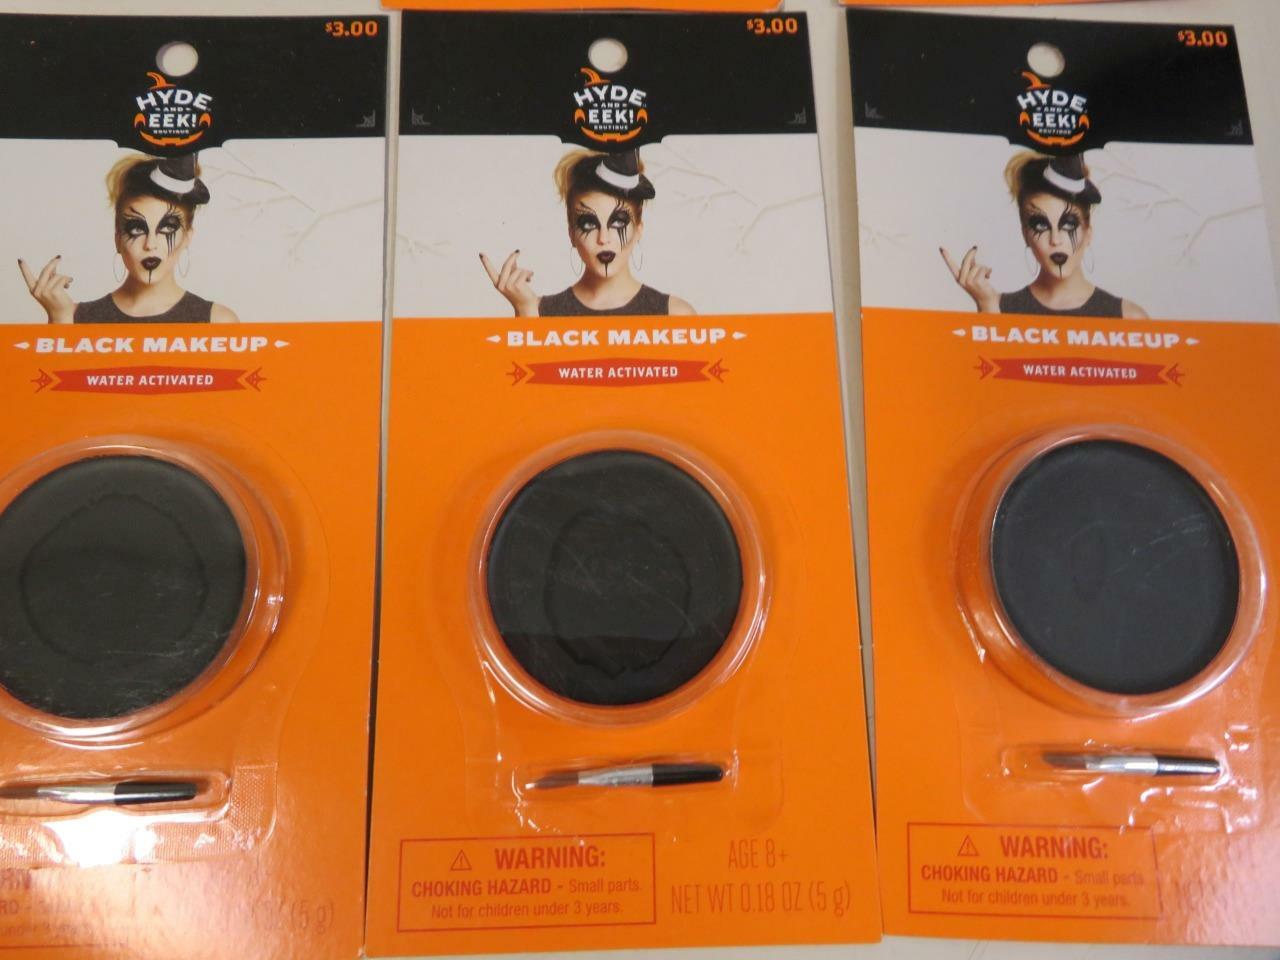 $3.00
HYDE
AND
EEK!
BOUTIQUE
BLACK MAKEUP
WATER ACTIVATED
(5 g)
$3.00
HYDE
AND
EEK!
BOUTIQUE
BLACK MAKEUP
WATER ACTIVATED
WARNING:
CHOKING HAZARD - Small parts.
Not for children under 3 years.
AGE 8+
NET WT 0.18 OZ (5 g)
$3.00
HYDE
AND
EEK!
BOUTIQUE
BLACK MAKEUP
WATER ACTIVATED
WARNING:
CHOKING HAZARD - Small parts
Not for children under 3 years.